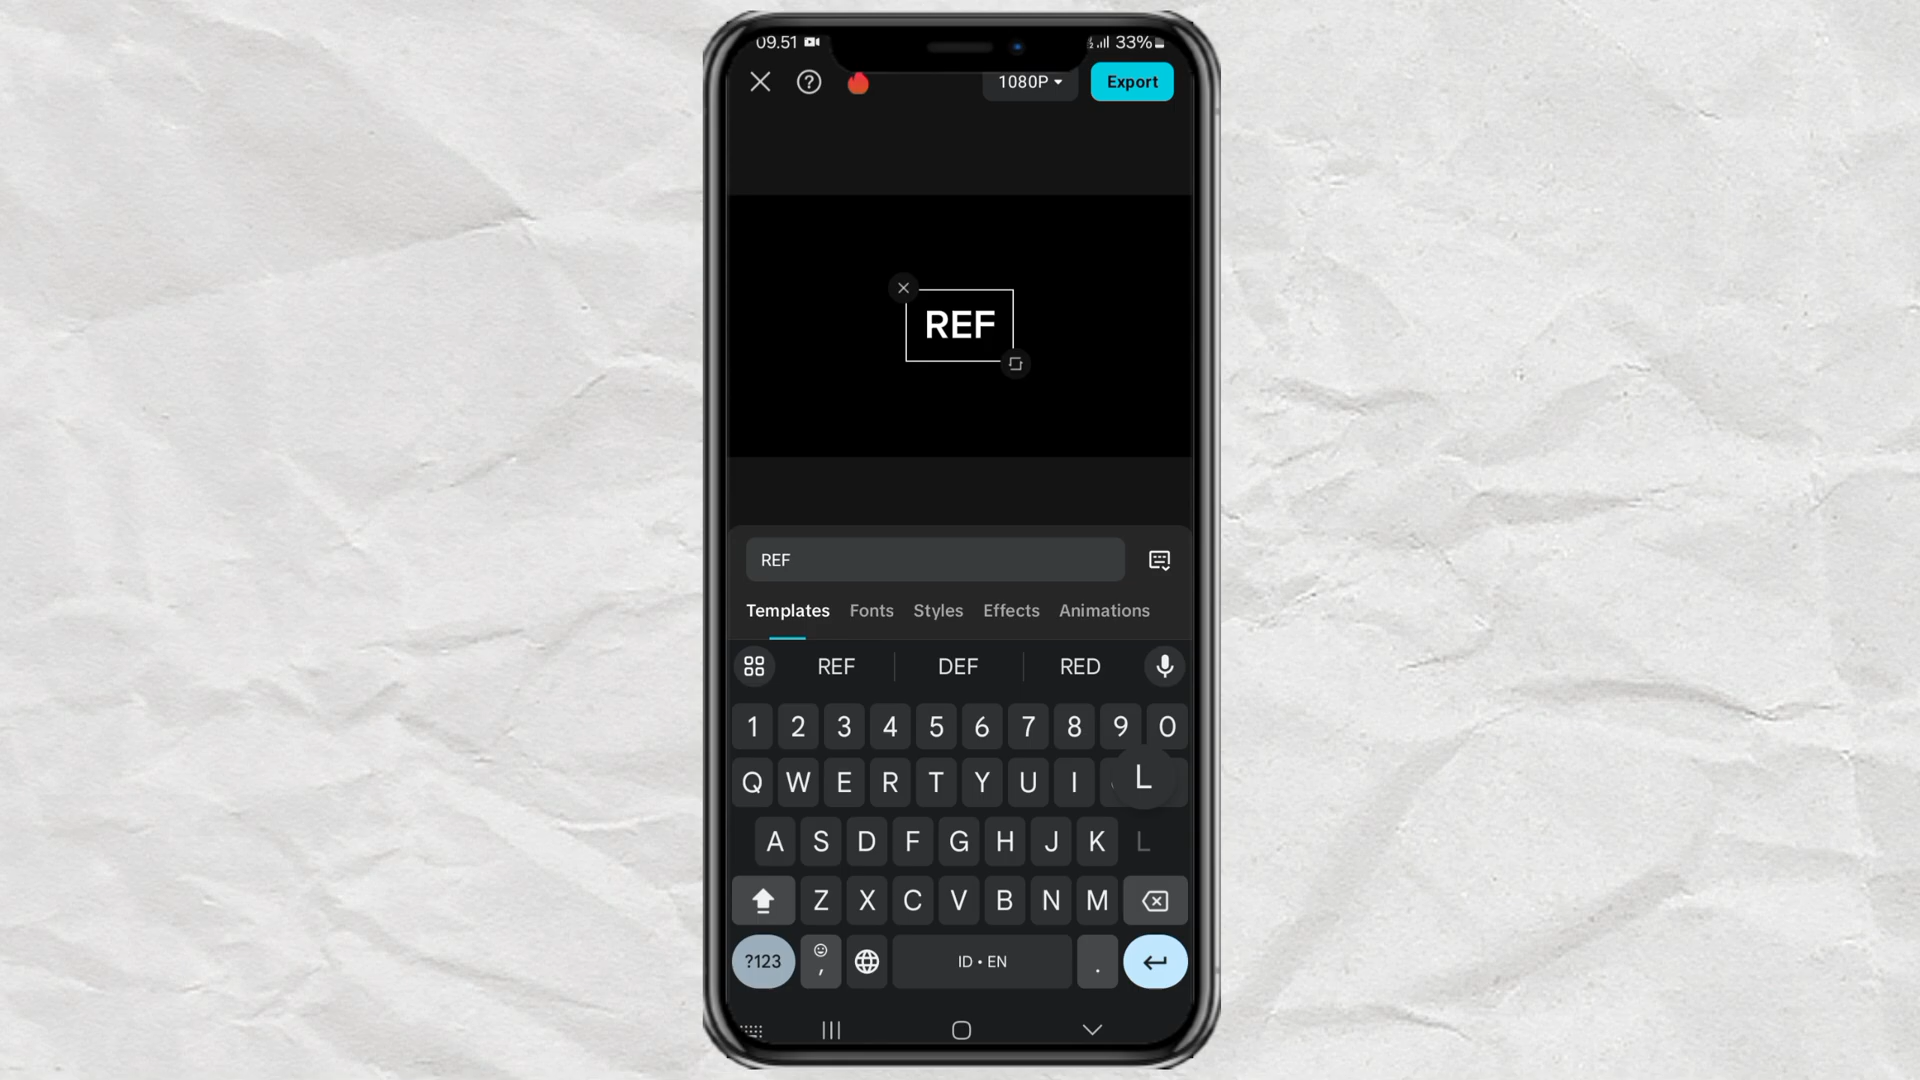 09.51 33%
1080P Export
REF
REF
Templates Fonts Styles Effects Animations
REF DEF RED
1 2 3 4 5 6 7 8 9 0
Q W E R T Y U I L
A S D F G H J K L
Z X C V B N M
?123 , ID • EN .